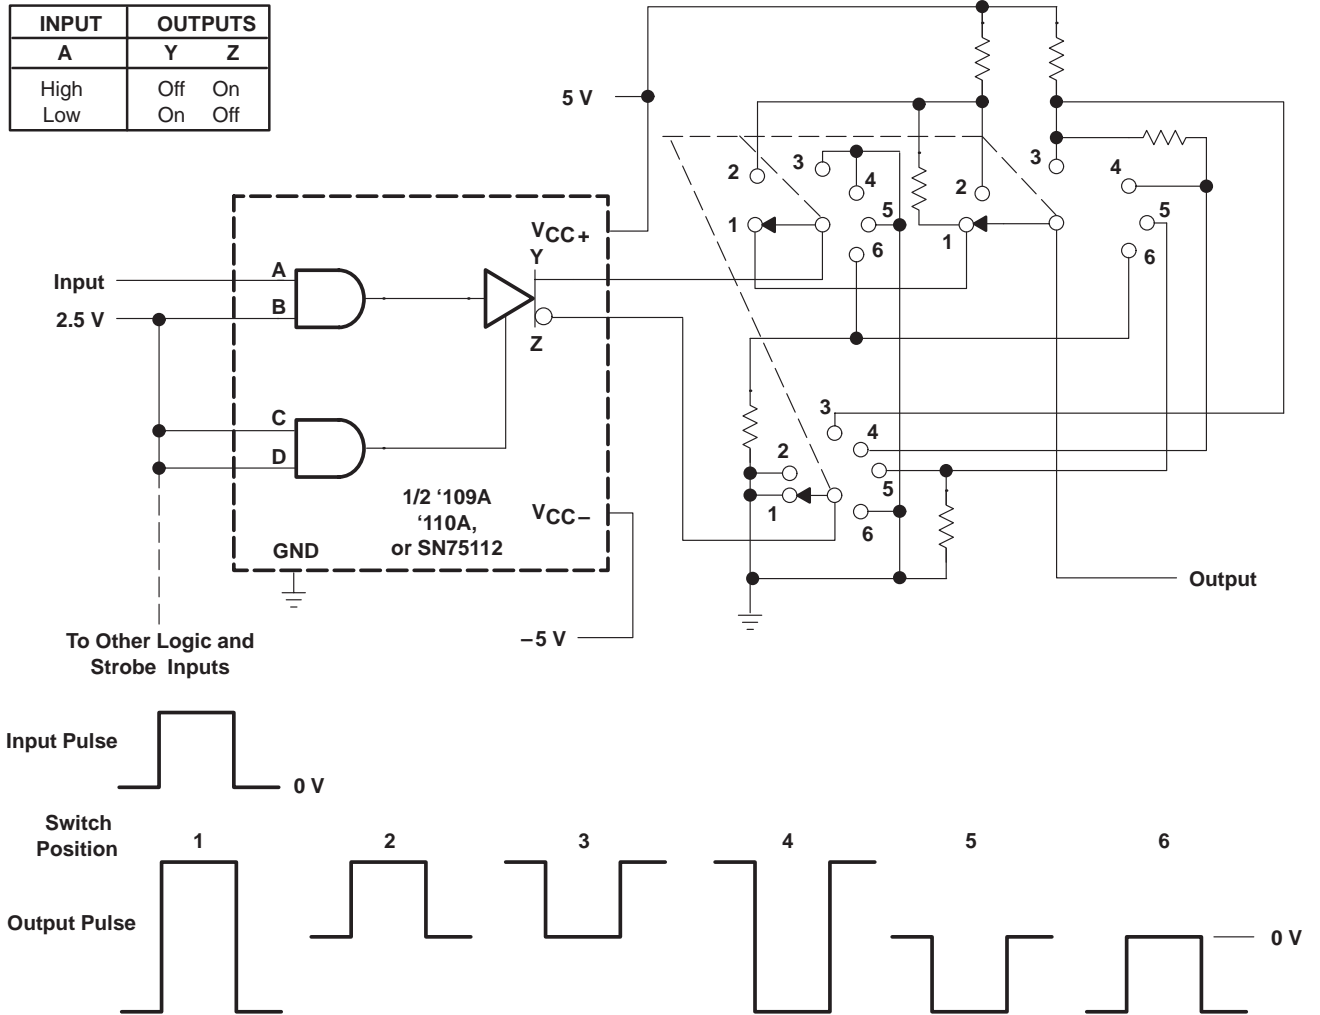 INPUT OUTPUTS
A Y Z
High Off On
Low On Off
5 V
2 3 4 5 6 1
2 1 3 4 5 6
VCC+
Y
Input A
B
2.5 V
Z
C
D
1/2 ‘109A
‘110A,
or SN75112
VCC–
GND
3 4 2 5 1 6
Output
–5 V
To Other Logic and
Strobe Inputs
Input Pulse
0 V
Switch
Position
1 2 3 4 5 6
Output Pulse
0 V